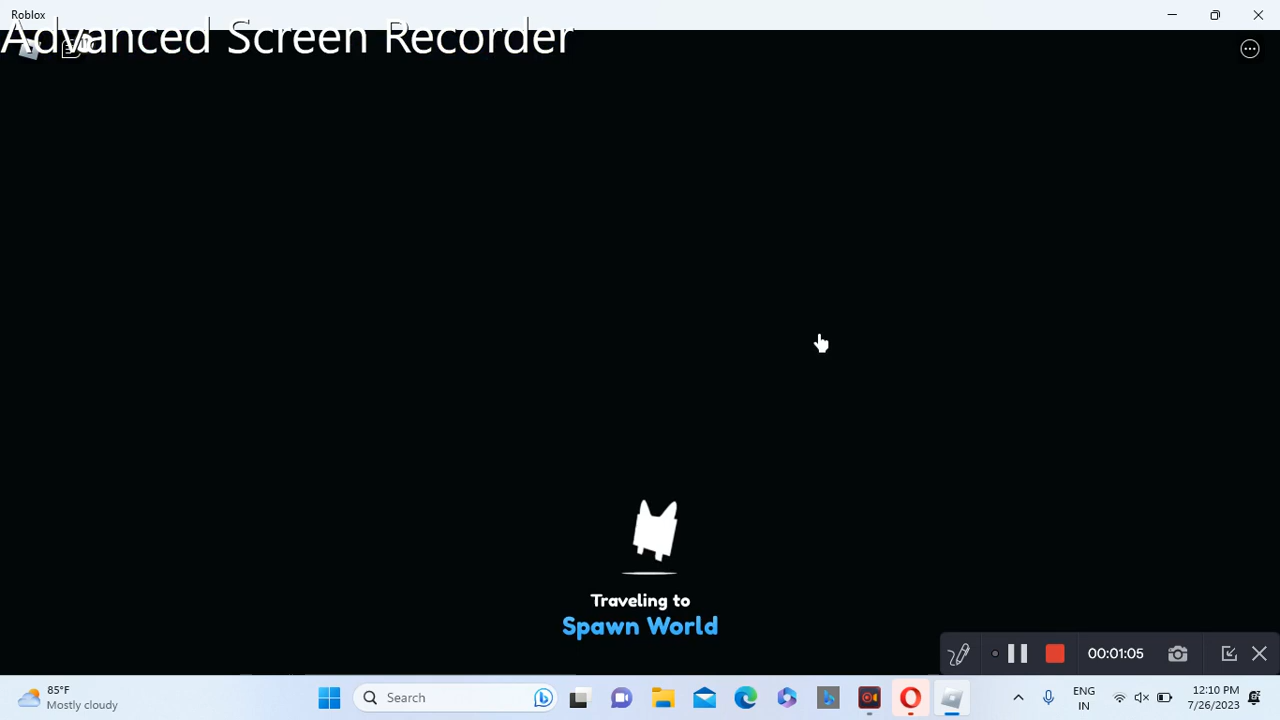 Roblox
Advanced Screen Recorder
Traveling to
Spawn World
00:01:05
85°F
Mostly cloudy
Search
ENG
IN
12:10 PM
7/26/2023